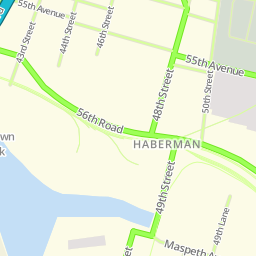 55th Avenue
43rd Street
44th Street
46th Street
48th Street
55th Avenue
50th Street
56th Road
HABERMAN
49th Street
49th Lane
Maspeth